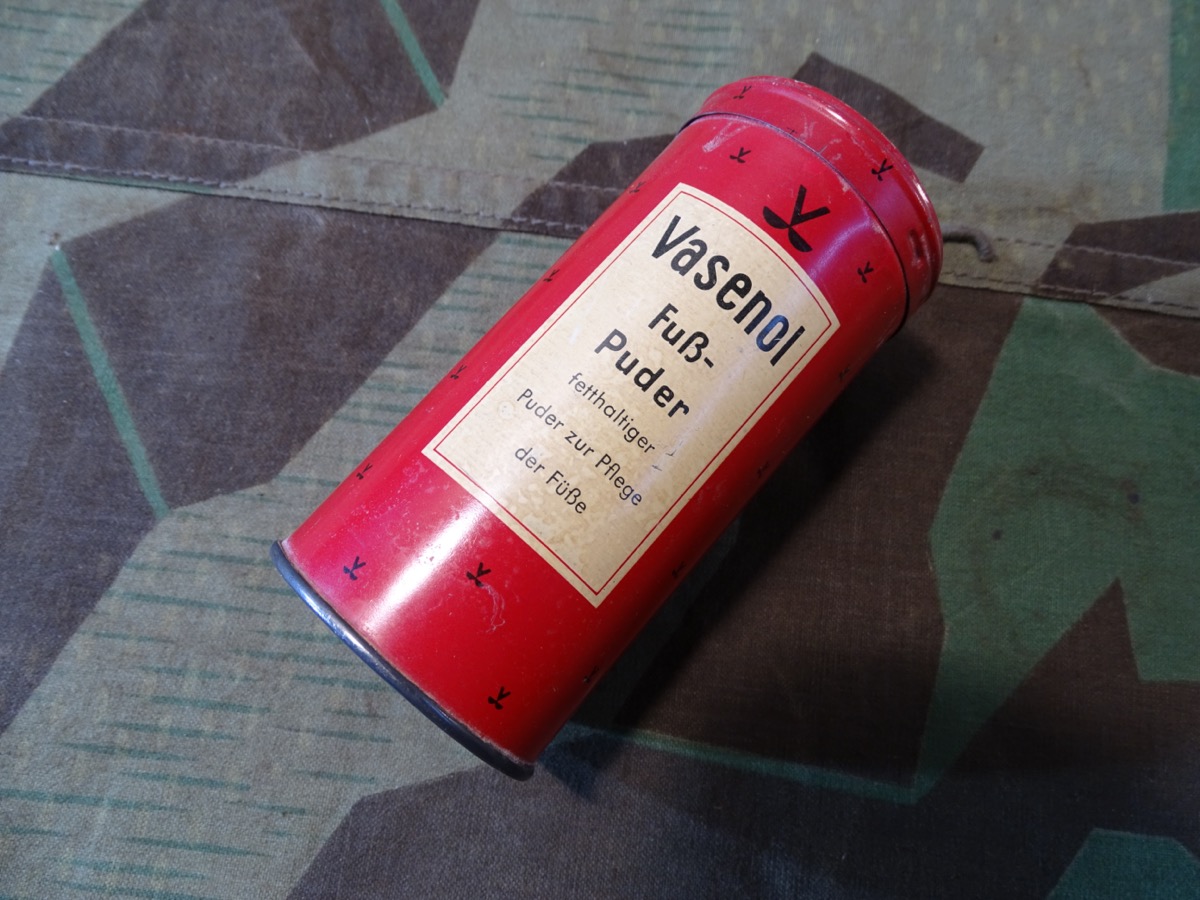 Vasenol
Fuß-
Puder
fetthaltiger
Puder zur Pflege
der Füße